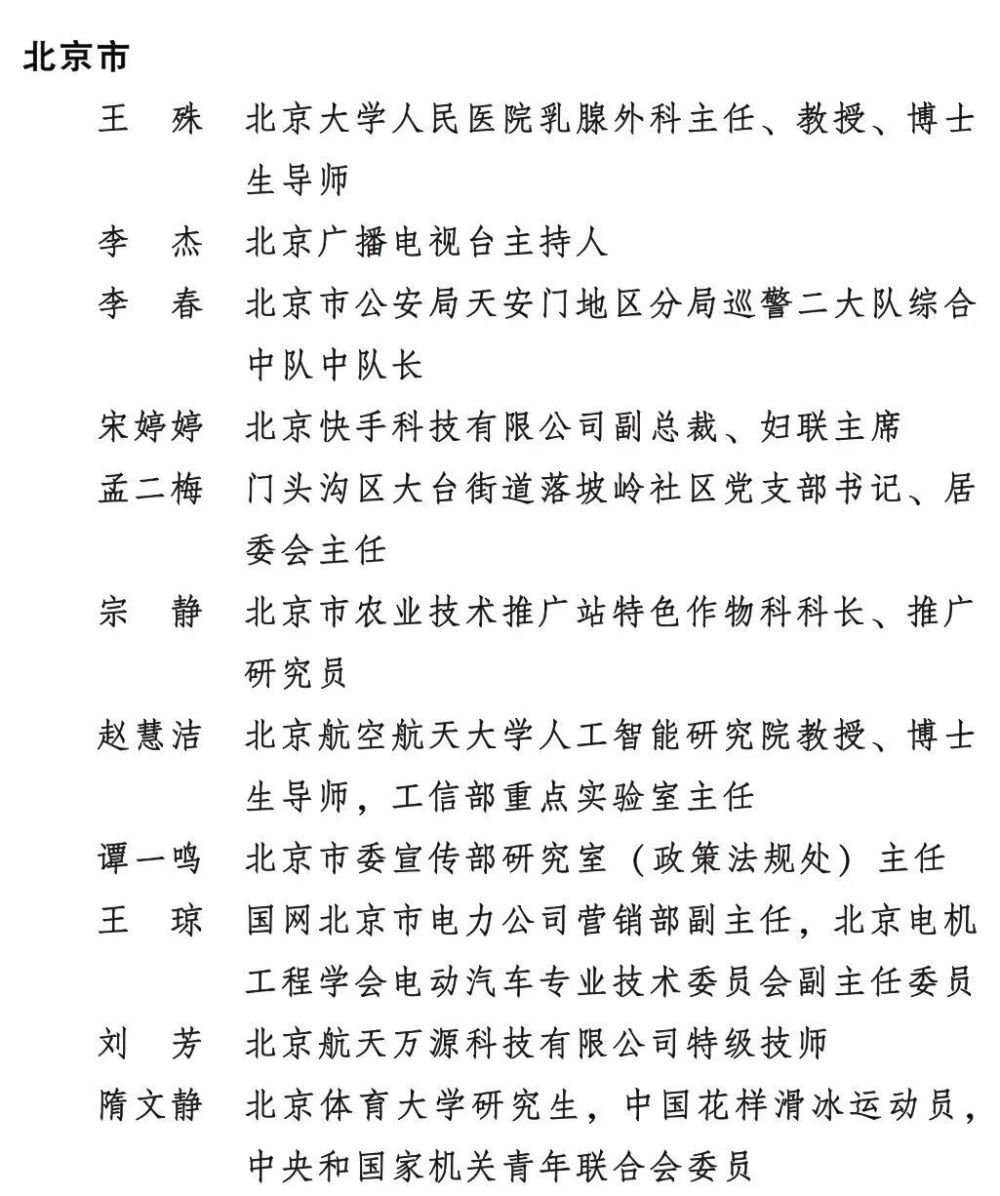 北京市
王 殊 北京大学人民医院乳腺外科主任、教授、博士
生导师
李 杰 北京广播电视台主持人
李 春 北京市公安局天安门地区分局巡警二大队综合
中队中队长
宋婷婷 北京快手科技有限公司副总裁、妇联主席
孟二梅 门头沟区大台街道落坡岭社区党支部书记、居
委会主任
宗 静 北京市农业技术推广站特色作物科科长、推广
研究员
赵慧洁 北京航空航天大学人工智能研究院教授、博士
生导师，工信部重点实验室主任
谭一鸣 北京市委宣传部研究室（政策法规处）主任
王 琼 国网北京市电力公司营销部副主任，北京电机
工程学会电动汽车专业技术委员会副主任委员
刘 芳 北京航天万源科技有限公司特级技师
隋文静 北京体育大学研究生，中国花样滑冰运动员，
中央和国家机关青年联合会委员